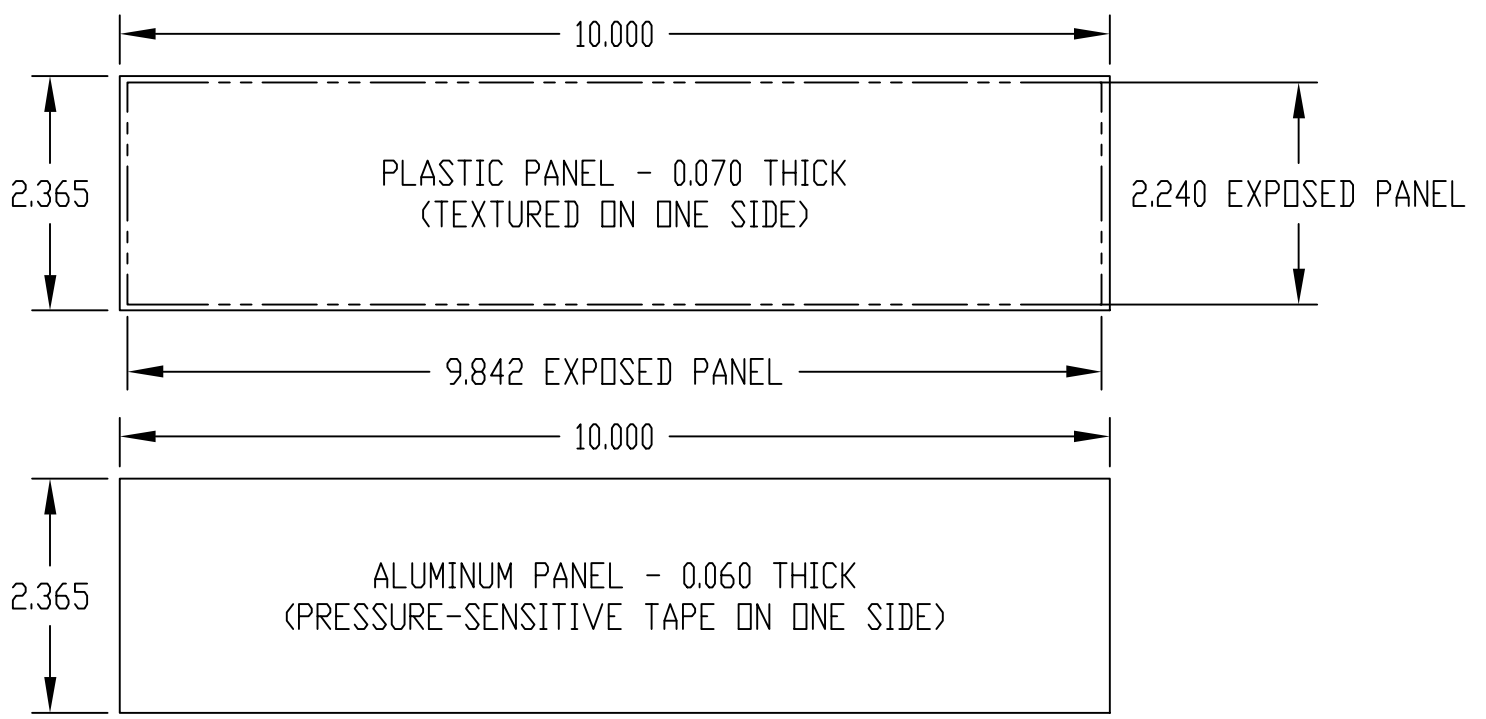 10.000
2.365
PLASTIC PANEL - 0.070 THICK
(TEXTURED ON ONE SIDE)
2.240 EXPOSED PANEL
9.842 EXPOSED PANEL
10.000
2.365
ALUMINUM PANEL - 0.060 THICK
(PRESSURE-SENSITIVE TAPE ON ONE SIDE)